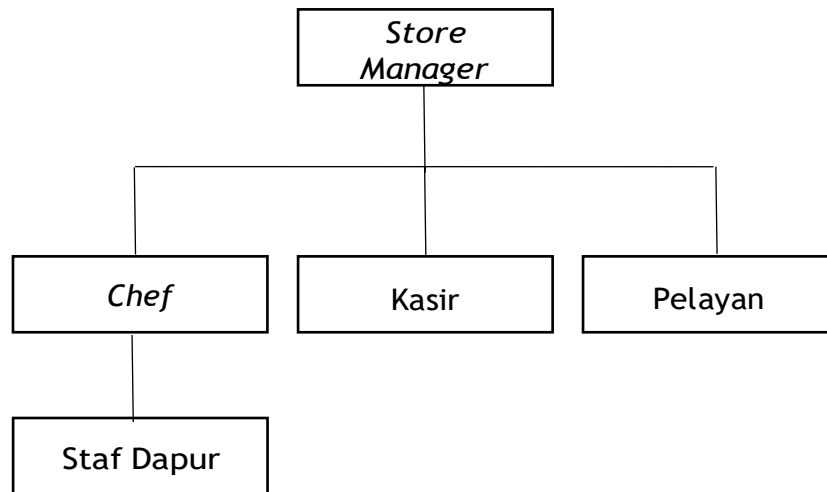 Store
Manager
Chef
Kasir
Pelayan
Staf Dapur